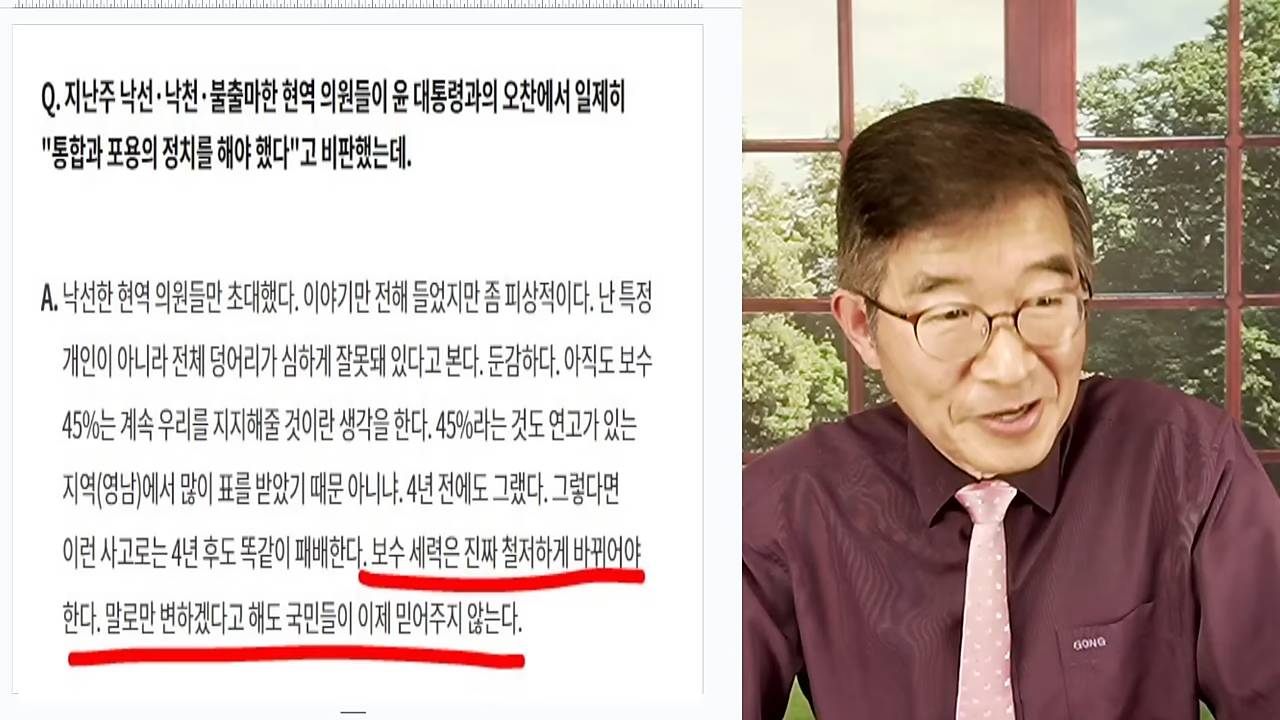 Q. 지난주 낙선·낙천·불출마한 현역 의원들이 윤 대통령과의 오찬에서 일제히
"통합과 포용의 정치를 해야 했다"고 비판했는데.
A. 낙선한 현역 의원들만 초대했다. 이야기만 전해 들었지만 좀 피상적이다. 난 특정
개인이 아니라 전체 덩어리가 심하게 잘못돼 있다고 본다. 둔감하다. 아직도 보수
45%는 계속 우리를 지지해줄 것이란 생각을 한다. 45%라는 것도 연고가 있는
지역(영남)에서 많이 표를 받았기 때문 아니냐. 4년 전에도 그랬다. 그렇다면
이런 사고로는 4년 후도 똑같이 패배한다. 보수 세력은 진짜 철저하게 바뀌어야
한다. 말로만 변하겠다고 해도 국민들이 이제 믿어주지 않는다.
GONG